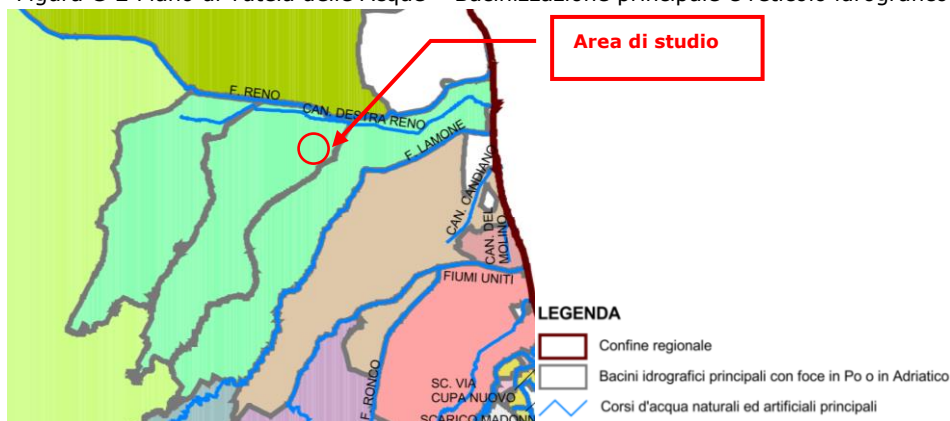 Area di studio
F. RENO
CAN. DESTRA RENO
F. LAMONE
CAN. CANDIANO
CAN. DEL
MOLINO
FIUMI UNITI
F. RONCO
SC. VIA
CUPA NUOVO
LEGENDA
Confine regionale
Bacini idrografici principali con foce in Po o in Adriatico
Corsi d'acqua naturali ed artificiali principali